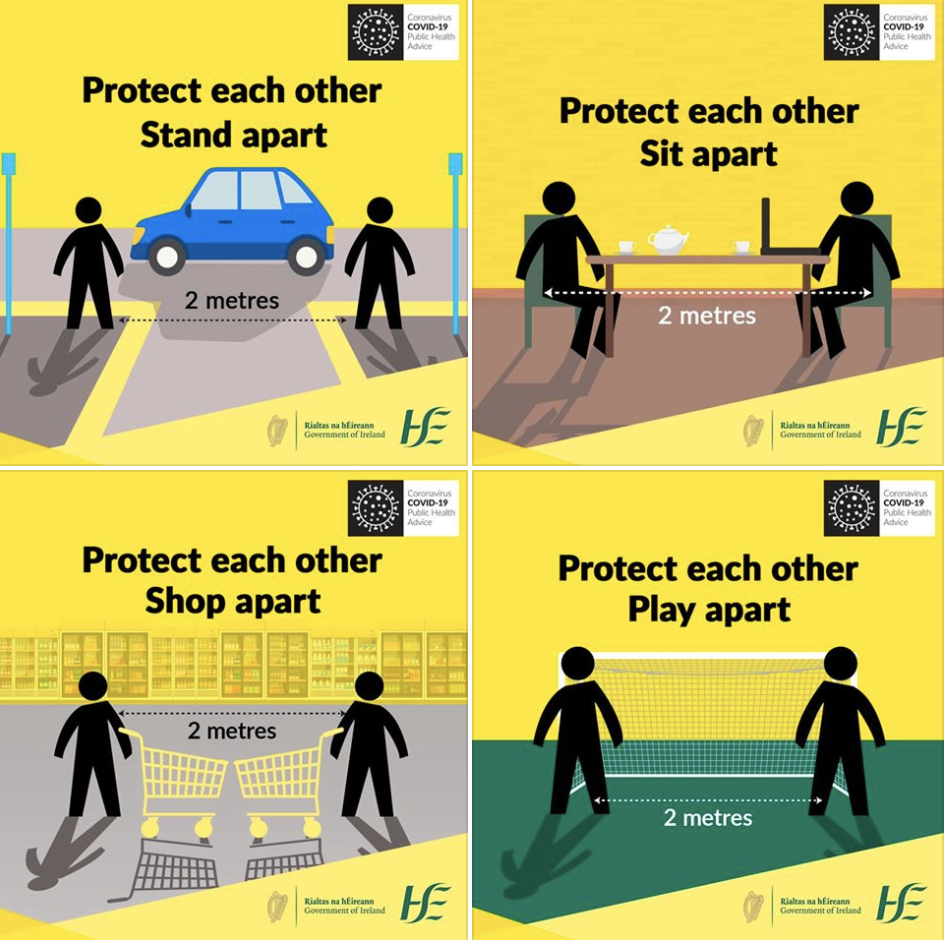 Coronavirus
COVID-19
Public Health
Advice
Protect each other
Stand apart
2 metres
Rialtas na hÉireann
Government of Ireland
HSE
Coronavirus
COVID-19
Public Health
Advice
Protect each other
Sit apart
2 metres
Rialtas na hÉireann
Government of Ireland
HSE
Coronavirus
COVID-19
Public Health
Advice
Protect each other
Shop apart
2 metres
Rialtas na hÉireann
Government of Ireland
HSE
Coronavirus
COVID-19
Public Health
Advice
Protect each other
Play apart
2 metres
Rialtas na hÉireann
Government of Ireland
HSE